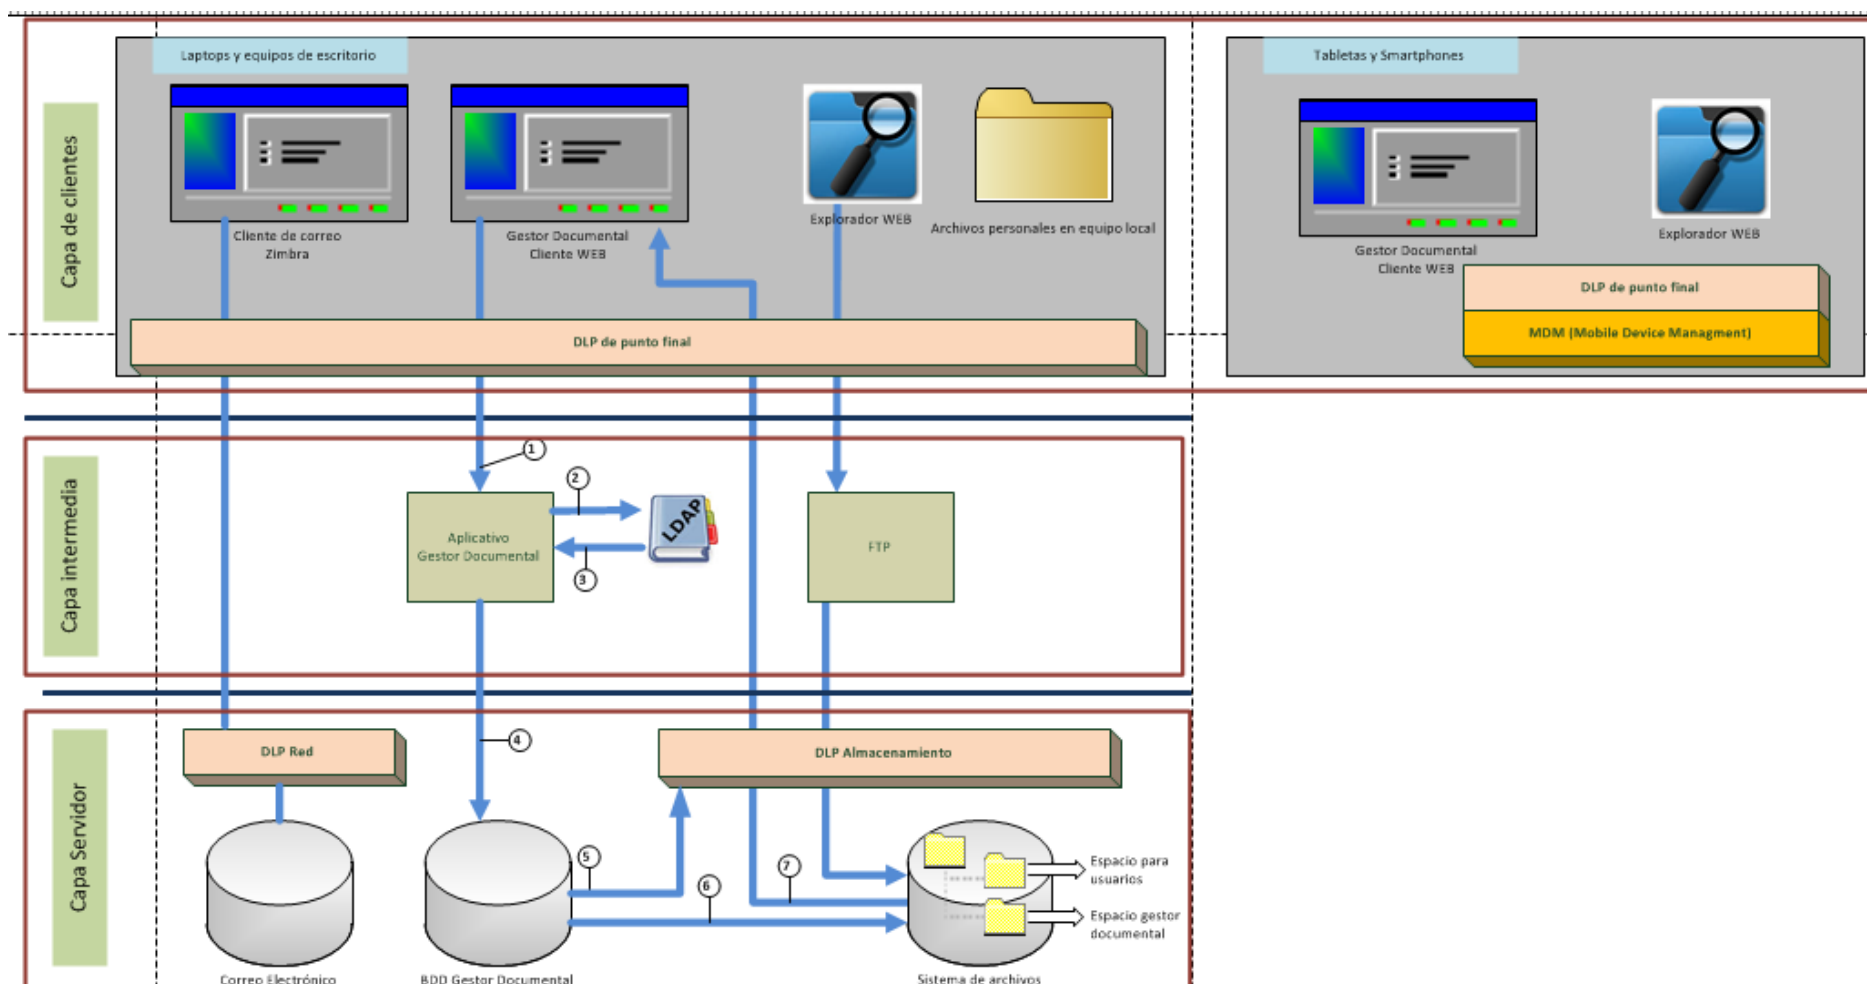 Laptops y equipos de escritorio
Tabletas y Smartphones
Capa de clientes
Cliente de correo
Zimbra
Gestor Documental
Cliente WEB
Explorador WEB
Archivos personales en equipo local
Gestor Documental
Cliente WEB
Explorador WEB
DLP de punto final
MDM (Mobile Device Managment)
DLP de punto final
Capa intermedia
1
2
LDAP
Aplicativo
Gestor Documental
3
FTP
Capa Servidor
4
DLP Red
DLP Almacenamiento
5
6
7
Espacio para
usuarios
Espacio gestor
documental
Correo Electrónico
BDD Gestor Documental
Sistema de archivos